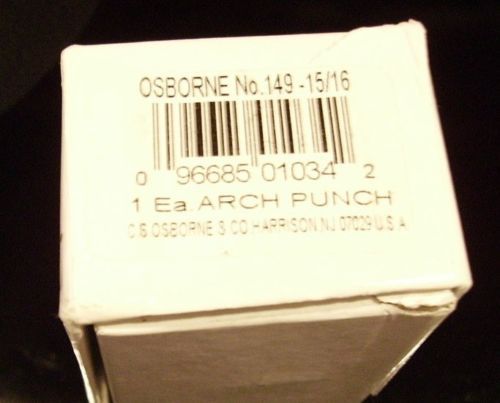 OSBORNE No.149 -15/16
0 96685 01034 2
1 Ea. ARCH PUNCH
C.S. OSBORNE & CO. HARRISON, NJ 07029 U.S.A